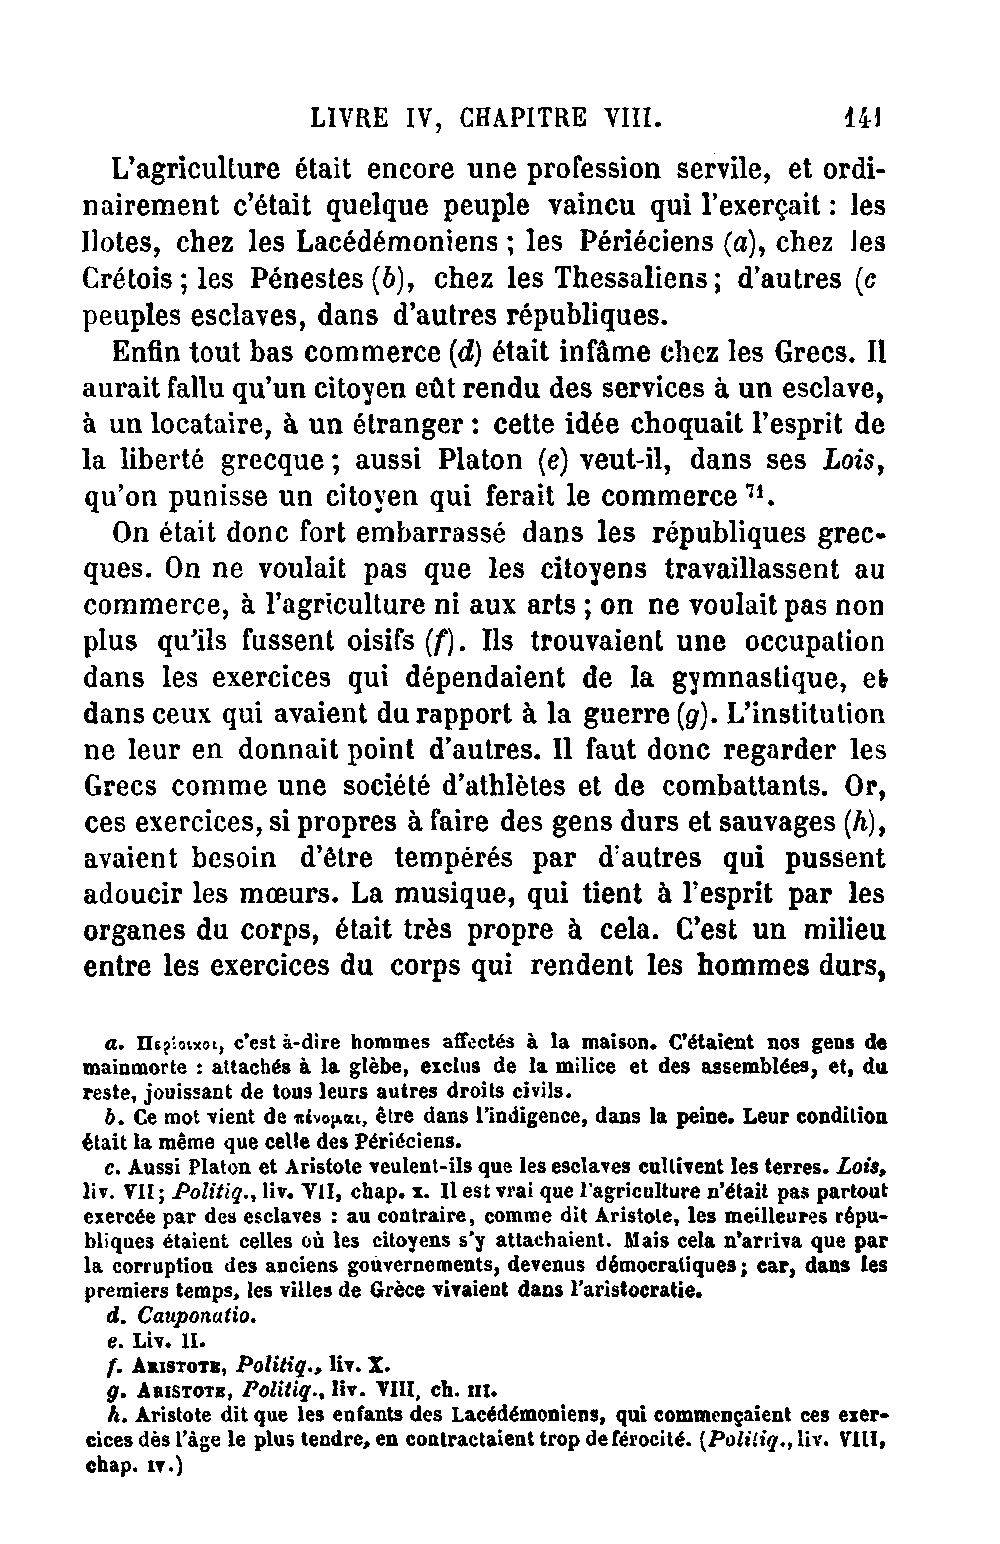 LIVRE IV, CHAPITRE VIII. 141
L'agriculture était encore une profession servile, et ordi-
nairement c'était quelque peuple vaincu qui l'exerçait : les
Ilotes, chez les Lacédémoniens ; les Périéciens (a), chez les
Crétois ; les Pénestes (b), chez les Thessaliens ; d'autres (c
peuples esclaves, dans d'autres républiques.
Enfin tout bas commerce (d) était infâme chez les Grecs. Il
aurait fallu qu'un citoyen eût rendu des services à un esclave,
à un locataire, à un étranger : cette idée choquait l'esprit de
la liberté grecque ; aussi Platon (e) veut-il, dans ses Lois,
qu'on punisse un citoyen qui ferait le commerce 71.
On était donc fort embarrassé dans les républiques grec-
ques. On ne voulait pas que les citoyens travaillassent au
commerce, à l'agriculture ni aux arts ; on ne voulait pas non
plus qu'ils fussent oisifs (f). Ils trouvaient une occupation
dans les exercices qui dépendaient de la gymnastique, et
dans ceux qui avaient du rapport à la guerre (g). L'institution
ne leur en donnait point d'autres. Il faut donc regarder les
Grecs comme une société d'athlètes et de combattants. Or,
ces exercices, si propres à faire des gens durs et sauvages (h),
avaient besoin d'être tempérés par d'autres qui pussent
adoucir les mœurs. La musique, qui tient à l'esprit par les
organes du corps, était très propre à cela. C'est un milieu
entre les exercices du corps qui rendent les hommes durs,
a. Περίοικοι, c'est à-dire hommes affectés à la maison. C'étaient nos gens de
mainmorte : attachés à la glèbe, exclus de la milice et des assemblées, et, du
reste, jouissant de tous leurs autres droits civils.
b. Ce mot vient de πένομαι, être dans l'indigence, dans la peine. Leur condition
était la même que celle des Périéciens.
c. Aussi Platon et Aristote veulent-ils que les esclaves cultivent les terres. Lois,
liv. VII ; Politiq., liv. VII, chap. x. Il est vrai que l'agriculture n'était pas partout
exercée par des esclaves : au contraire, comme dit Aristote, les meilleures répu-
bliques étaient celles où les citoyens s'y attachaient. Mais cela n'arriva que par
la corruption des anciens gouvernements, devenus démocratiques ; car, dans les
premiers temps, les villes de Grèce vivaient dans l'aristocratie.
d. Cauponatio.
e. Liv. II.
f. ARISTOTE, Politiq., liv. X.
g. ARISTOTE, Politiq., liv. VIII, ch. III.
h. Aristote dit que les enfants des Lacédémoniens, qui commençaient ces exer-
cices dès l'âge le plus tendre, en contractaient trop de férocité. (Politiq., liv. VIII,
chap. IV.)